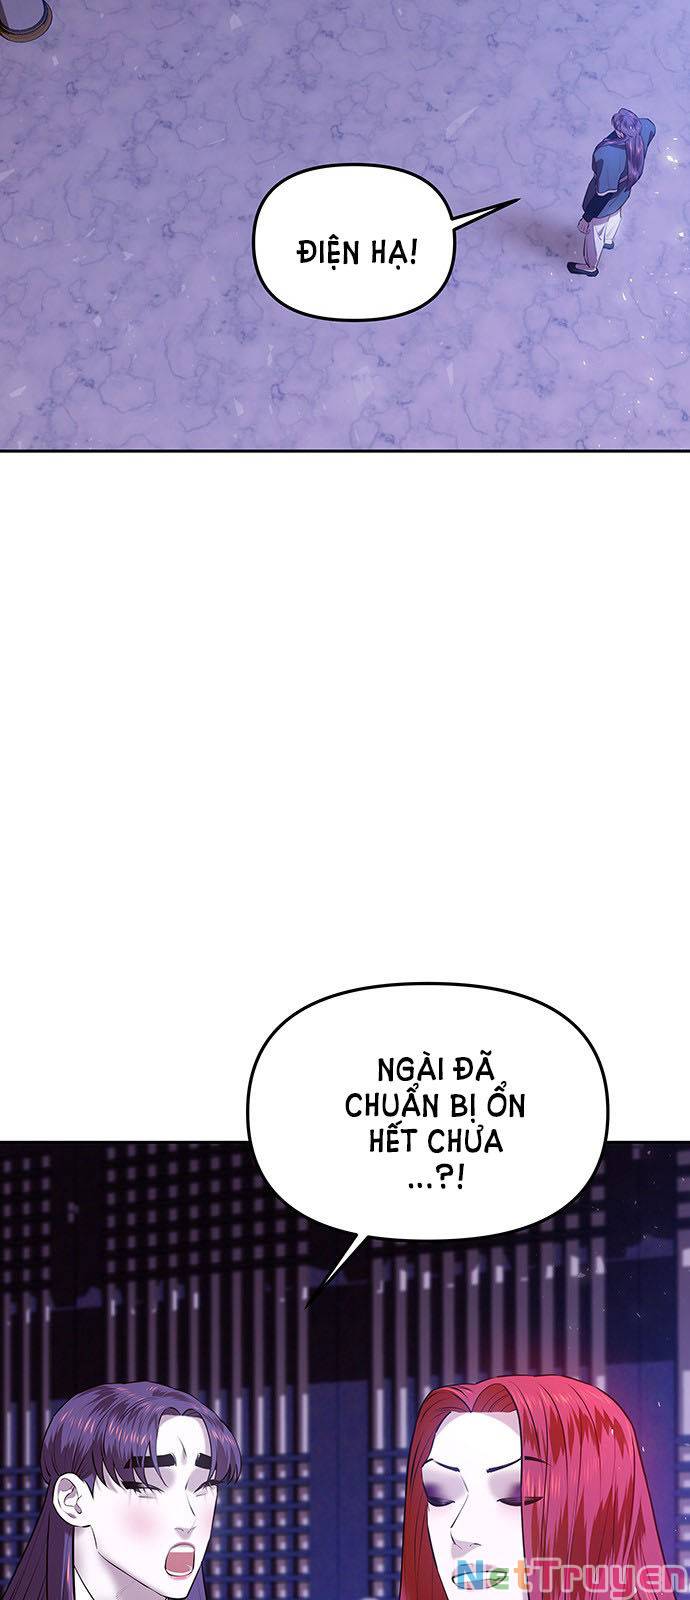 ĐIỆN HẠ!
NGÀI ĐÃ
CHUẨN BỊ ỔN
HẾT CHƯA
...?!
NetTruyen